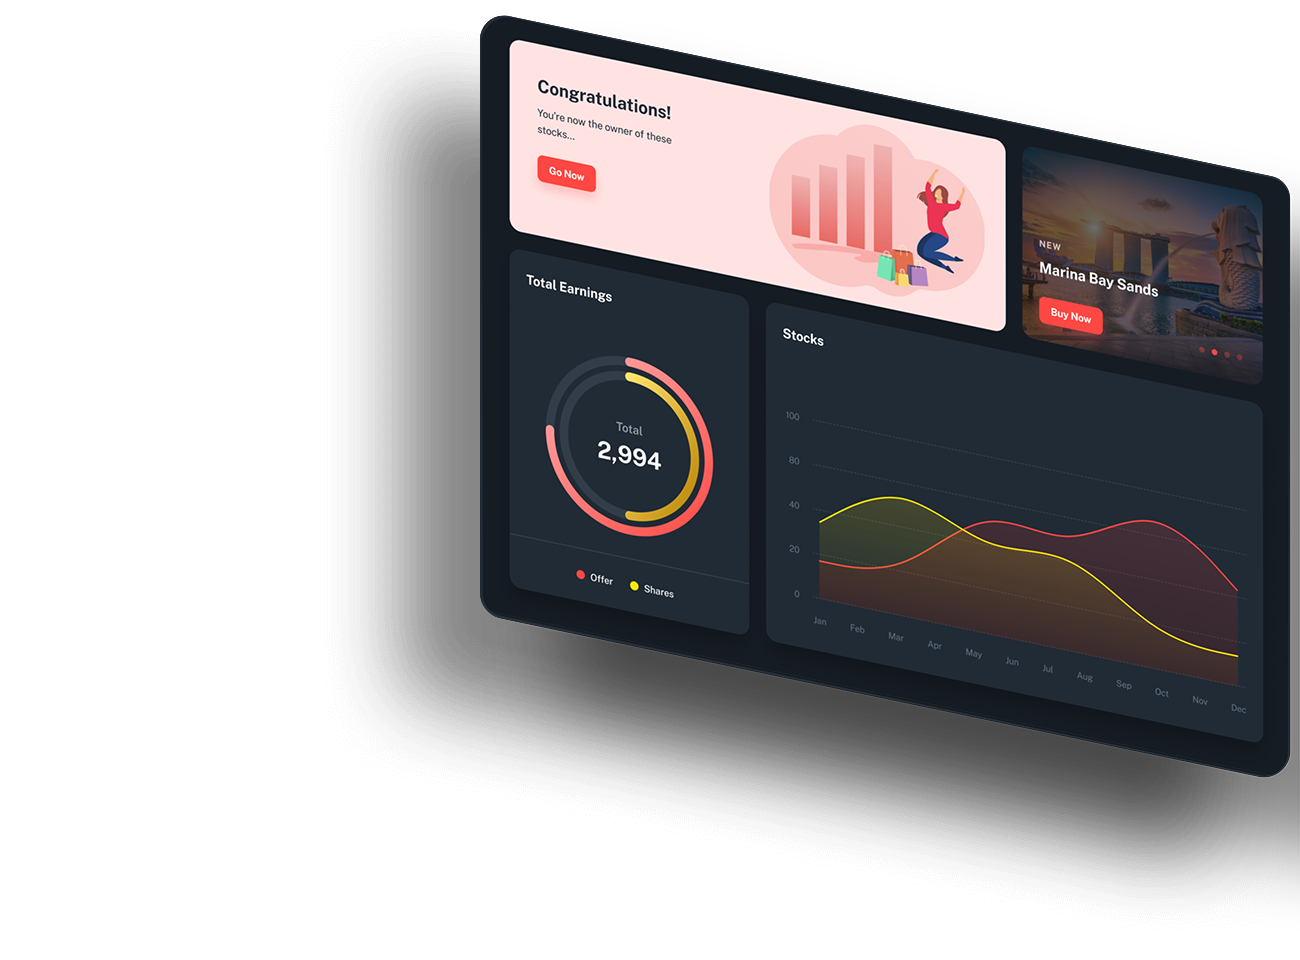 Congratulations!
You're now the owner of these
stocks...
Go Now
NEW
Marina Bay Sands
Buy Now
Total Earnings
Total
2,994
Offer
Shares
Stocks
100
80
40
20
0
Jan
Feb
Mar
Apr
May
Jun
Jul
Aug
Sep
Oct
Nov
Dec